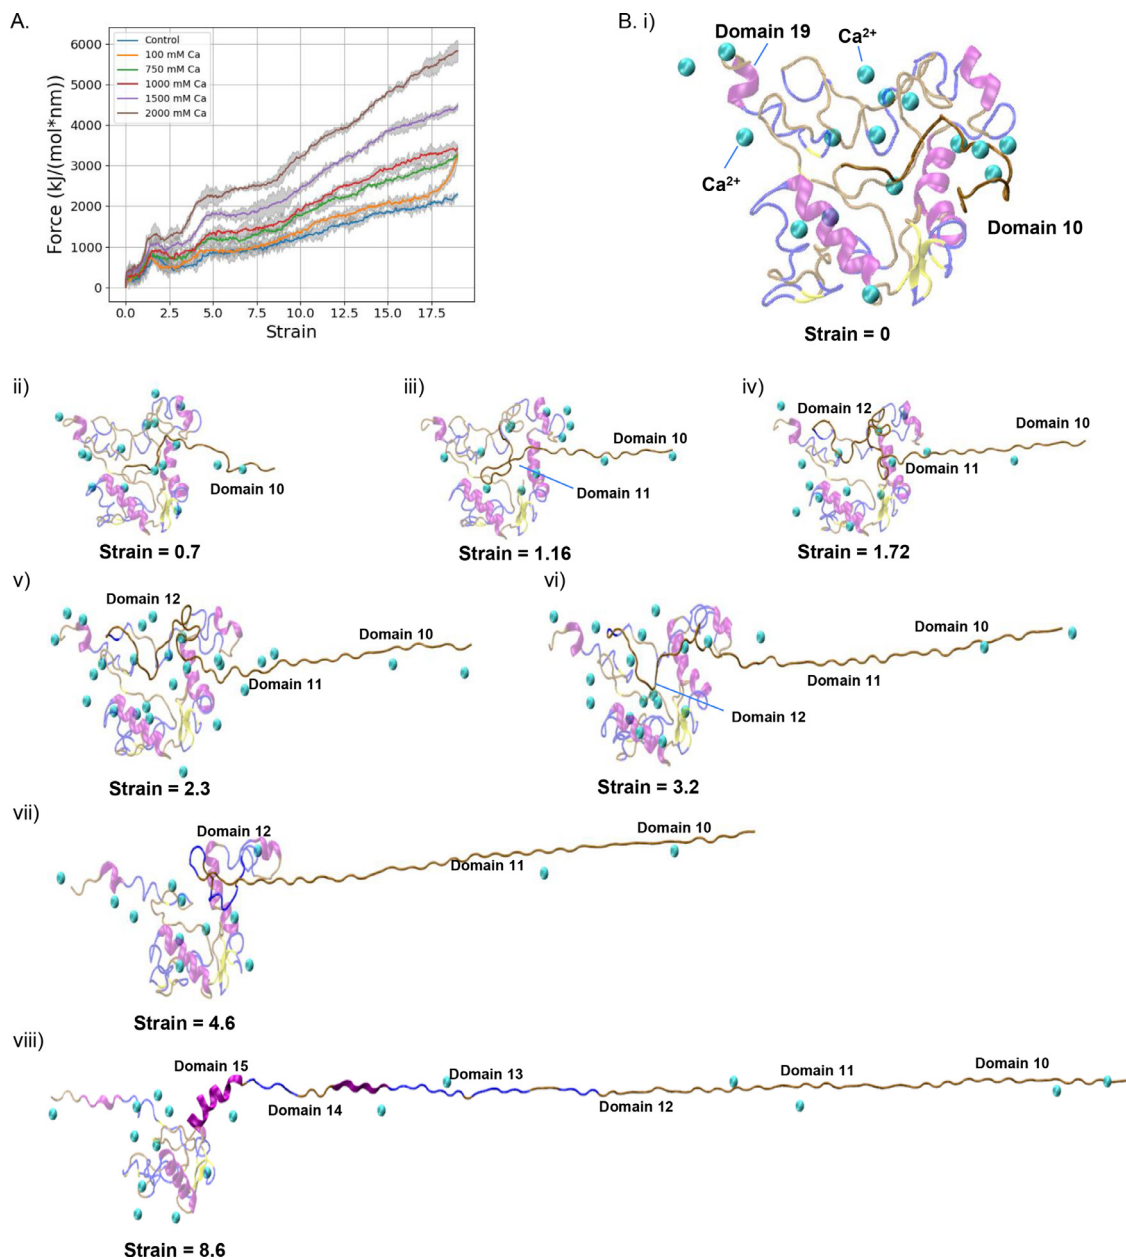 A.
Control
100 mM Ca
750 mM Ca
1000 mM Ca
1500 mM Ca
2000 mM Ca
Force (kJ/(mol*nm))
6000
5000
4000
3000
2000
1000
0
0.0 2.5 5.0 7.5 10.0 12.5 15.0 17.5
Strain
B. i)
Domain 19
Ca²⁺
Ca²⁺
Domain 10
Strain = 0
ii)
Domain 10
Strain = 0.7
iii)
Domain 10
Domain 11
Strain = 1.16
iv)
Domain 12
Domain 10
Domain 11
Strain = 1.72
v)
Domain 12
Domain 10
Domain 11
Strain = 2.3
vi)
Domain 10
Domain 11
Domain 12
Strain = 3.2
vii)
Domain 12
Domain 10
Domain 11
Strain = 4.6
viii)
Domain 15
Domain 13
Domain 11
Domain 10
Domain 14
Domain 12
Strain = 8.6